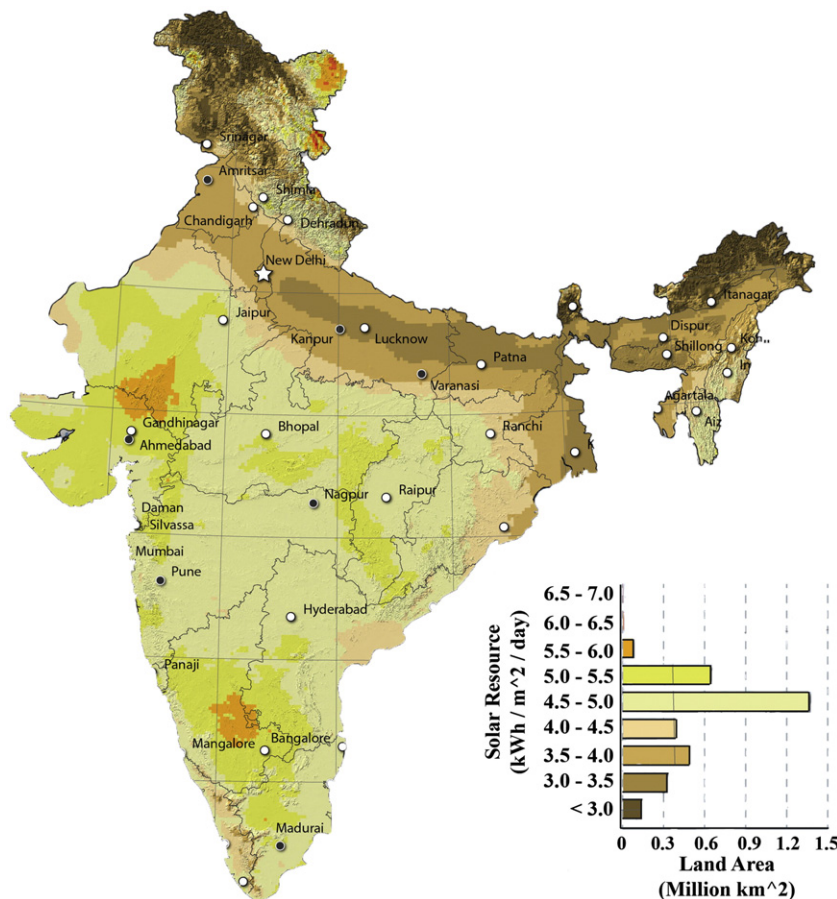 Srinagar
Amritsar
Shimla
Chandigarh
Dehradun
New Delhi
Jaipur
Itanagar
Kanpur
Lucknow
Dispur
Patna
Shillong
Varanasi
Agartala
Gandhinagar
Ahmedabad
Bhopal
Ranchi
K
Aiz
Nagpur
Raipur
Daman
Silvassa
Mumbai
Pune
Hyderabad
Panaji
Mangalore
Bangalore
Madurai
Solar Resource
(kWh / m^2 / day)
6.5 - 7.0
6.0 - 6.5
5.5 - 6.0
5.0 - 5.5
4.5 - 5.0
4.0 - 4.5
3.5 - 4.0
3.0 - 3.5
< 3.0
0 0.3 0.6 0.9 1.2 1.5
Land Area
(Million km^2)